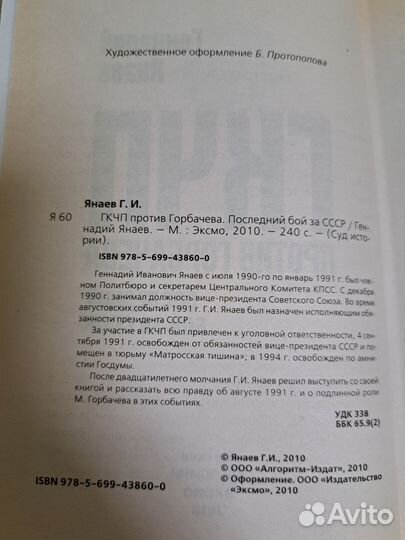 Художественное оформление Б. Протопопова
Янаев Г. И.
Я 60 ГКЧП против Горбачева. Последний бой за СССР / Ген-
надий Янаев. – М. : Эксмо, 2010. – 240 с. – (Суд исто-
рии).
ISBN 978-5-699-43860-0
Геннадий Иванович Янаев с июля 1990-го по январь 1991 г. был чле-
ном Политбюро и секретарем Центрального Комитета КПСС. С декабря
1990 г. занимал должность вице-президента Советского Союза. Во время
августовских событий 1991 г. Г.И. Янаев был назначен исполняющим обя-
занности президента СССР.
За участие в ГКЧП был привлечен к уголовной ответственности, 4 сен-
тября 1991 г. освобожден от обязанностей вице-президента СССР и по-
мещен в тюрьму «Матросская тишина»; в 1994 г. освобожден по амни-
стии Госдумы.
После двадцатилетнего молчания Г.И. Янаев решил выступить со своей
книгой и рассказать всю правду об августе 1991 г. и о подлинной роли
М. Горбачева в этих событиях.
УДК 338
ББК 65.9(2)
© Янаев Г.И., 2010
© ООО «Алгоритм-Издат», 2010
© Оформление. ООО «Издательство
«Эксмо», 2010
ISBN 978-5-699-43860-0
Avito